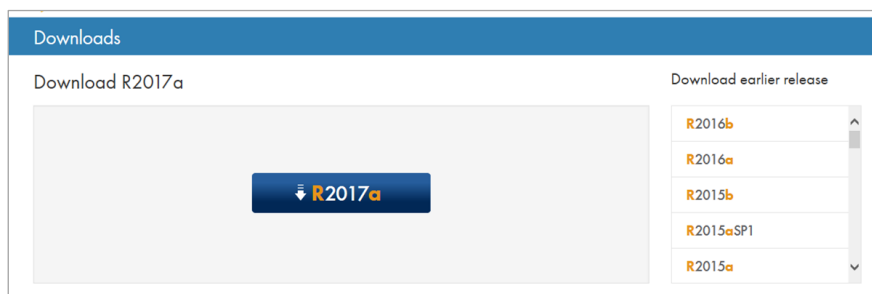 Downloads
Download R2017a
Download earlier release
R2017a
R2016b
R2016a
R2015b
R2015aSP1
R2015a